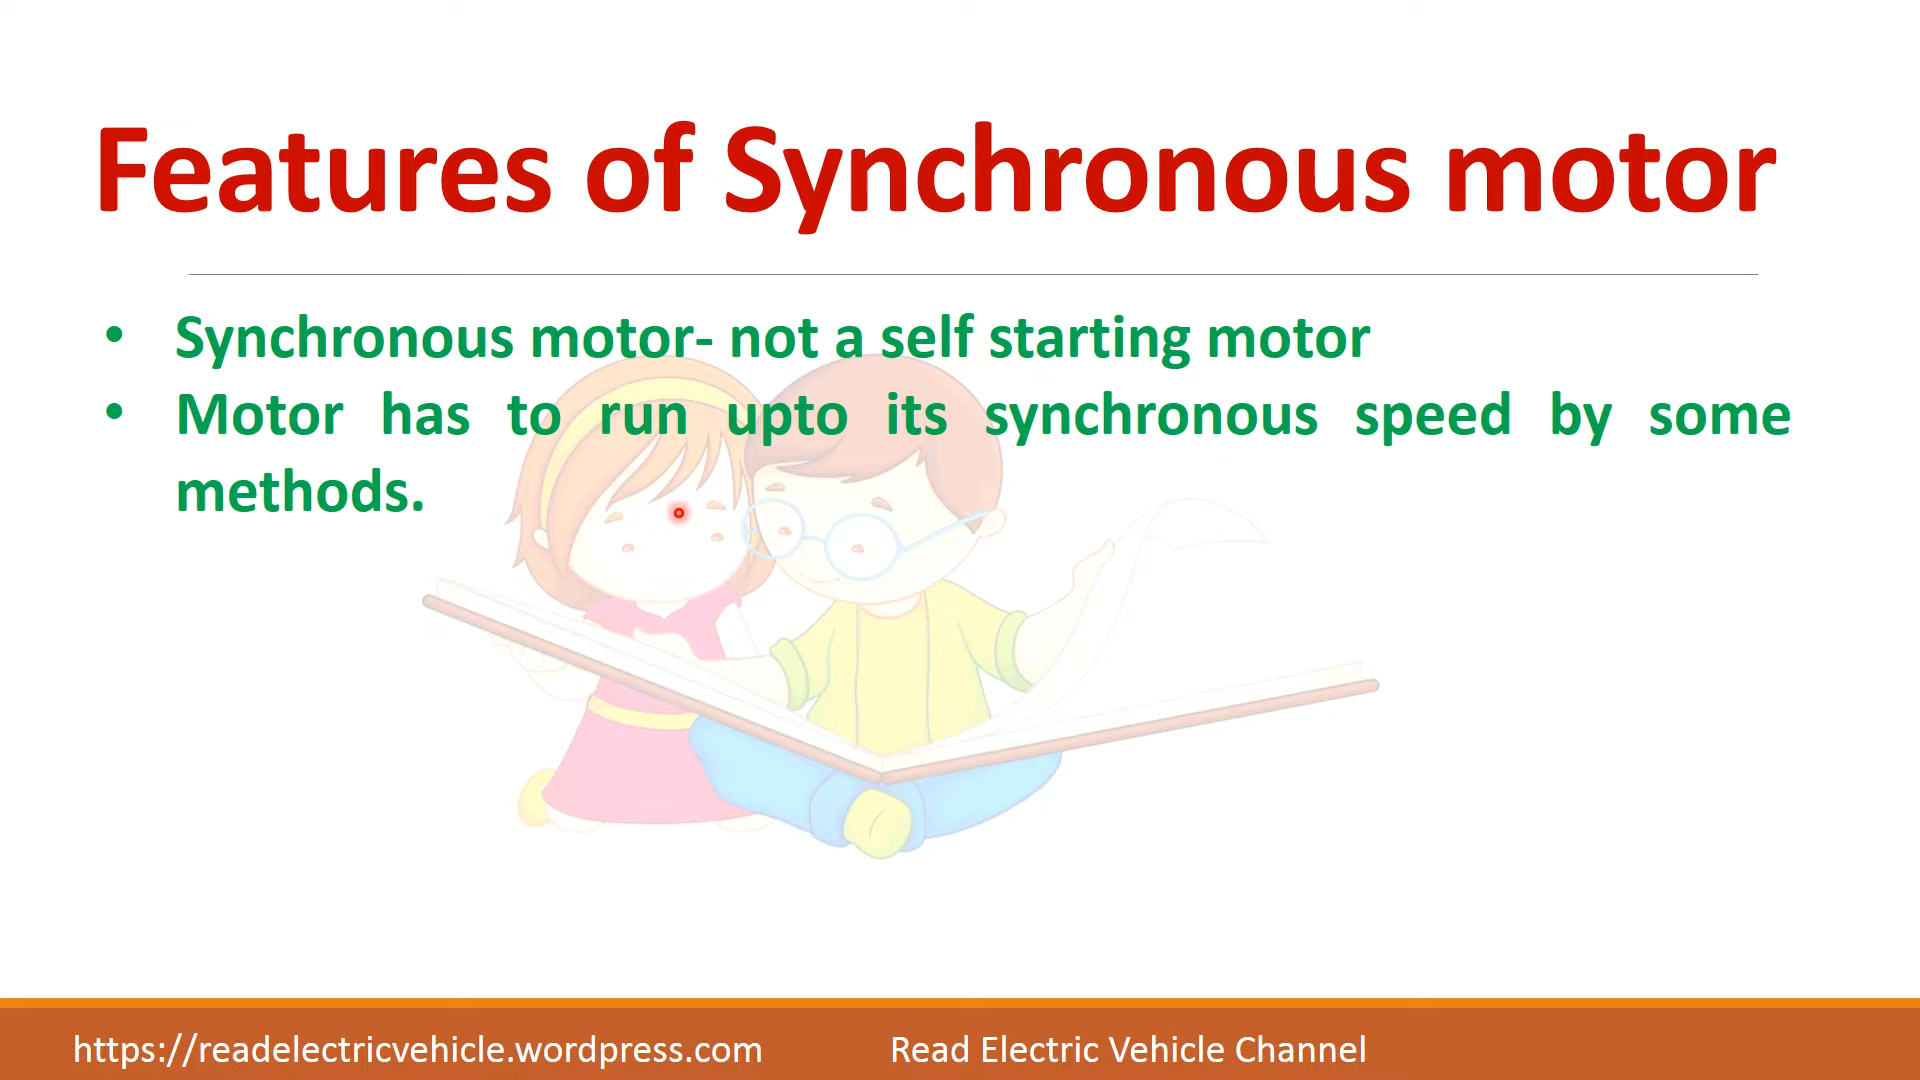 Features of Synchronous motor
• Synchronous motor- not a self starting motor
• Motor has to run upto its synchronous speed by some
methods.
https://readelectricvehicle.wordpress.com
Read Electric Vehicle Channel